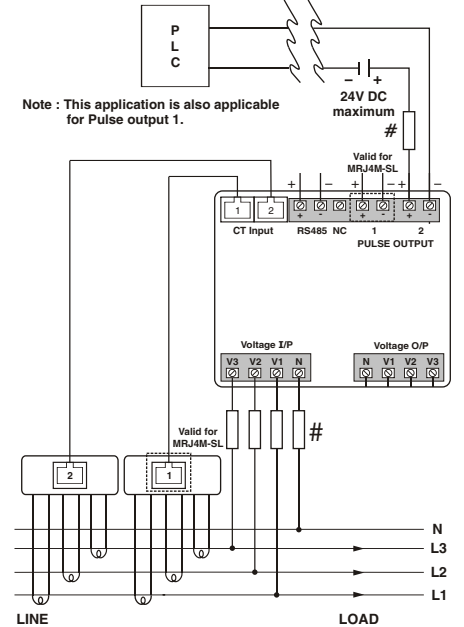 P
L
C
Note : This application is also applicable
for Pulse output 1.
− +
24V DC
maximum
#
Valid for
MRJ4M-SL
+ − + − + −
1 2 + - + - + -
CT Input RS485 NC 1 2
PULSE OUTPUT
Voltage I/P Voltage O/P
V3 V2 V1 N N V1 V2 V3
Valid for
MRJ4M-SL
#
2 1
N
L3
L2
L1
LINE LOAD